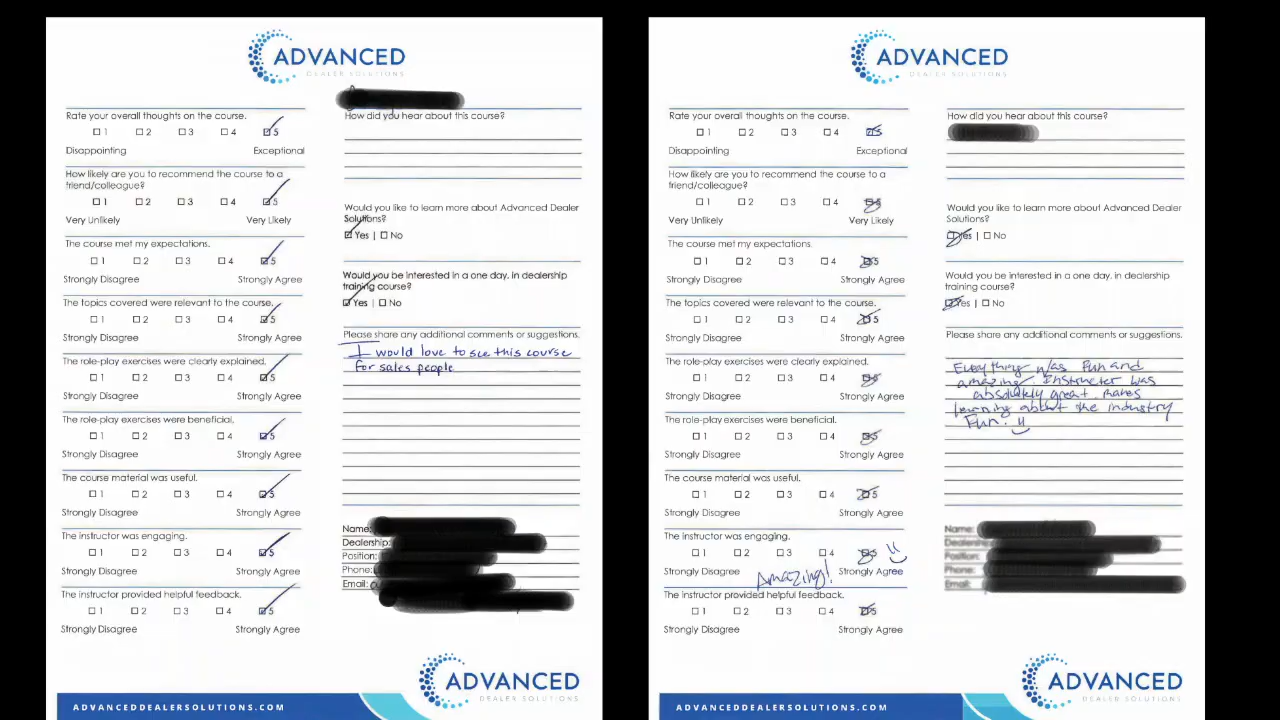 ADVANCED
DEALER SOLUTIONS
Rate your overall thoughts on the course.
1 2 3 4 5
Disappointing Exceptional
How likely are you to recommend the course to a
friend/colleague?
1 2 3 4 5
Very Unlikely Very Likely
The course met my expectations.
1 2 3 4 5
Strongly Disagree Strongly Agree
The topics covered were relevant to the course.
1 2 3 4 5
Strongly Disagree Strongly Agree
The role-play exercises were clearly explained.
1 2 3 4 5
Strongly Disagree Strongly Agree
The role-play exercises were beneficial.
1 2 3 4 5
Strongly Disagree Strongly Agree
The course material was useful.
1 2 3 4 5
Strongly Disagree Strongly Agree
The instructor was engaging.
1 2 3 4 5
Strongly Disagree Strongly Agree
The instructor provided helpful feedback.
1 2 3 4 5
Strongly Disagree Strongly Agree
How did you hear about this course?
Would you like to learn more about Advanced Dealer
Solutions?
Yes | No
Would you be interested in a one day, in dealership
training course?
Yes | No
Please share any additional comments or suggestions.
I would love to see this course
for sales people
Name:
Dealership:
Position:
Phone:
Email:
ADVANCED
DEALER SOLUTIONS
ADVANCEDDEALERSOLUTIONS.COM
ADVANCED
DEALER SOLUTIONS
Rate your overall thoughts on the course.
1 2 3 4 5
Disappointing Exceptional
How likely are you to recommend the course to a
friend/colleague?
1 2 3 4 5
Very Unlikely Very Likely
The course met my expectations.
1 2 3 4 5
Strongly Disagree Strongly Agree
The topics covered were relevant to the course.
1 2 3 4 5
Strongly Disagree Strongly Agree
The role-play exercises were clearly explained.
1 2 3 4 5
Strongly Disagree Strongly Agree
The role-play exercises were beneficial.
1 2 3 4 5
Strongly Disagree Strongly Agree
The course material was useful.
1 2 3 4 5
Strongly Disagree Strongly Agree
The instructor was engaging.
1 2 3 4 5
Strongly Disagree Strongly Agree
Amazing!
The instructor provided helpful feedback.
1 2 3 4 5
Strongly Disagree Strongly Agree
How did you hear about this course?
Would you like to learn more about Advanced Dealer
Solutions?
Yes | No
Would you be interested in a one day, in dealership
training course?
Yes | No
Please share any additional comments or suggestions.
Everything was Fun and
amazing. Instructer was
absolutely great. makes
learning about the industry
Fun.
Name:
Dealership:
Position:
Phone:
Email:
ADVANCED
DEALER SOLUTIONS
ADVANCEDDEALERSOLUTIONS.COM